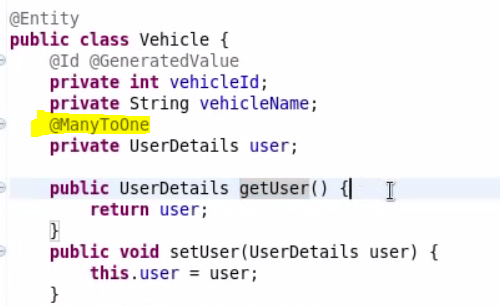 @Entity
public class Vehicle {
@Id @GeneratedValue
private int vehicleId;
private String vehicleName;
@ManyToOne
private UserDetails user;
public UserDetails getUser() {
return user;
}
public void setUser(UserDetails user) {
this.user = user;
}